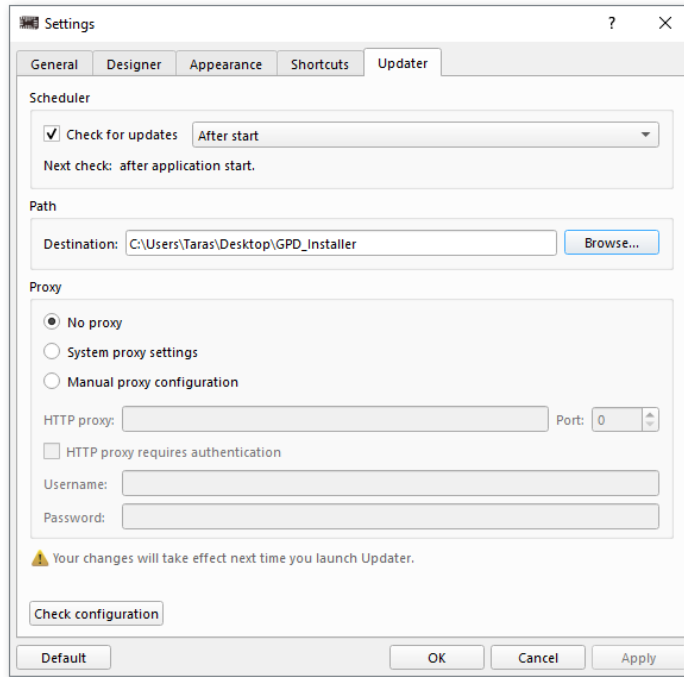 Settings ?
General Designer Appearance Shortcuts Updater
Scheduler
Check for updates After start
Next check: after application start.
Path
Destination: C:\Users\Taras\Desktop\GPD_Installer Browse...
Proxy
No proxy
System proxy settings
Manual proxy configuration
HTTP proxy: Port: 0
HTTP proxy requires authentication
Username:
Password:
Your changes will take effect next time you launch Updater.
Check configuration
Default OK Cancel Apply